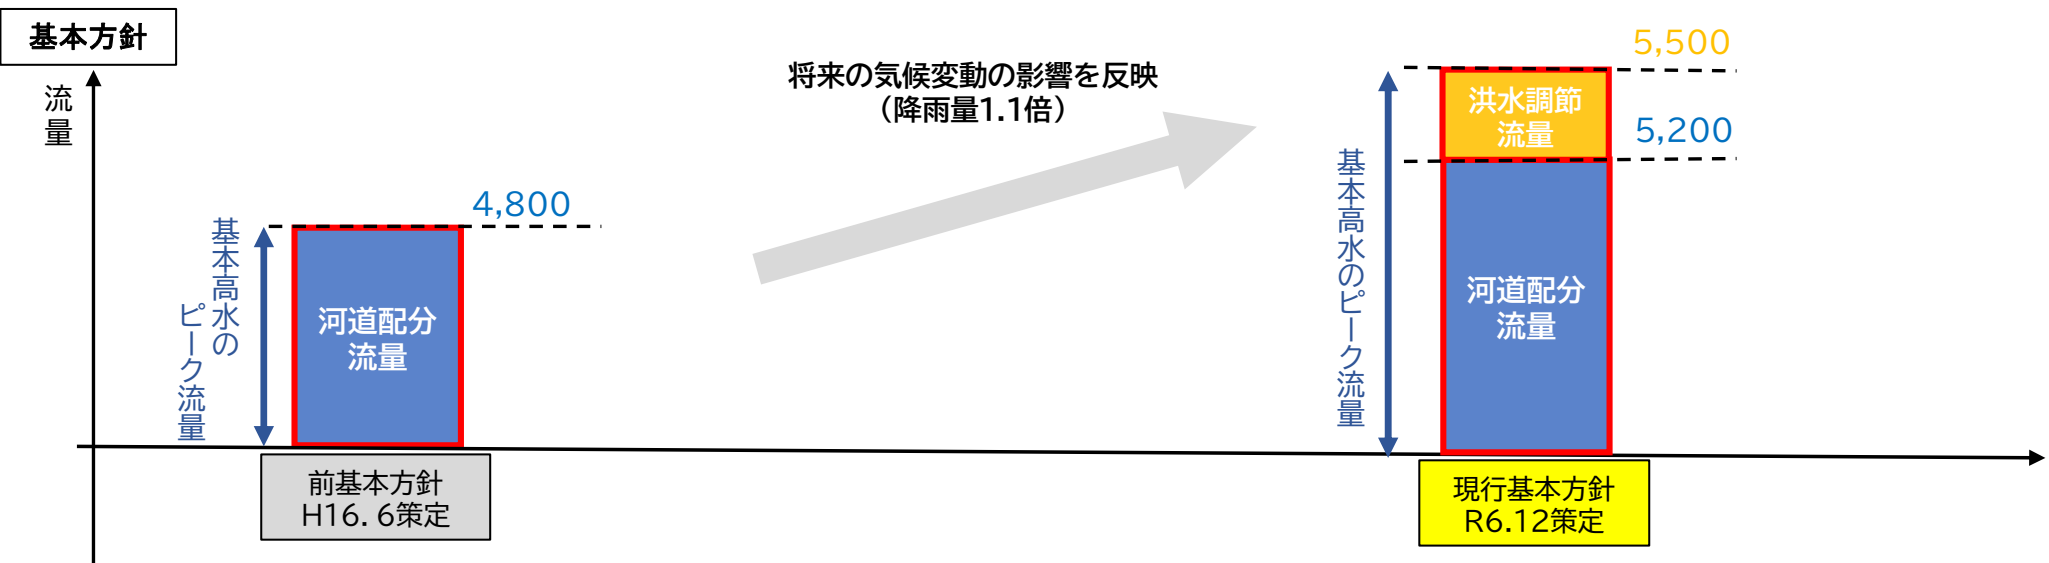 基本方針
流量
将来の気候変動の影響を反映
（降雨量1.1倍）
4,800
基本高水の
ピーク流量
河道配分
流量
前基本方針
H16.6策定
5,500
洪水調節
流量
5,200
基本高水のピーク流量
河道配分
流量
現行基本方針
R6.12策定